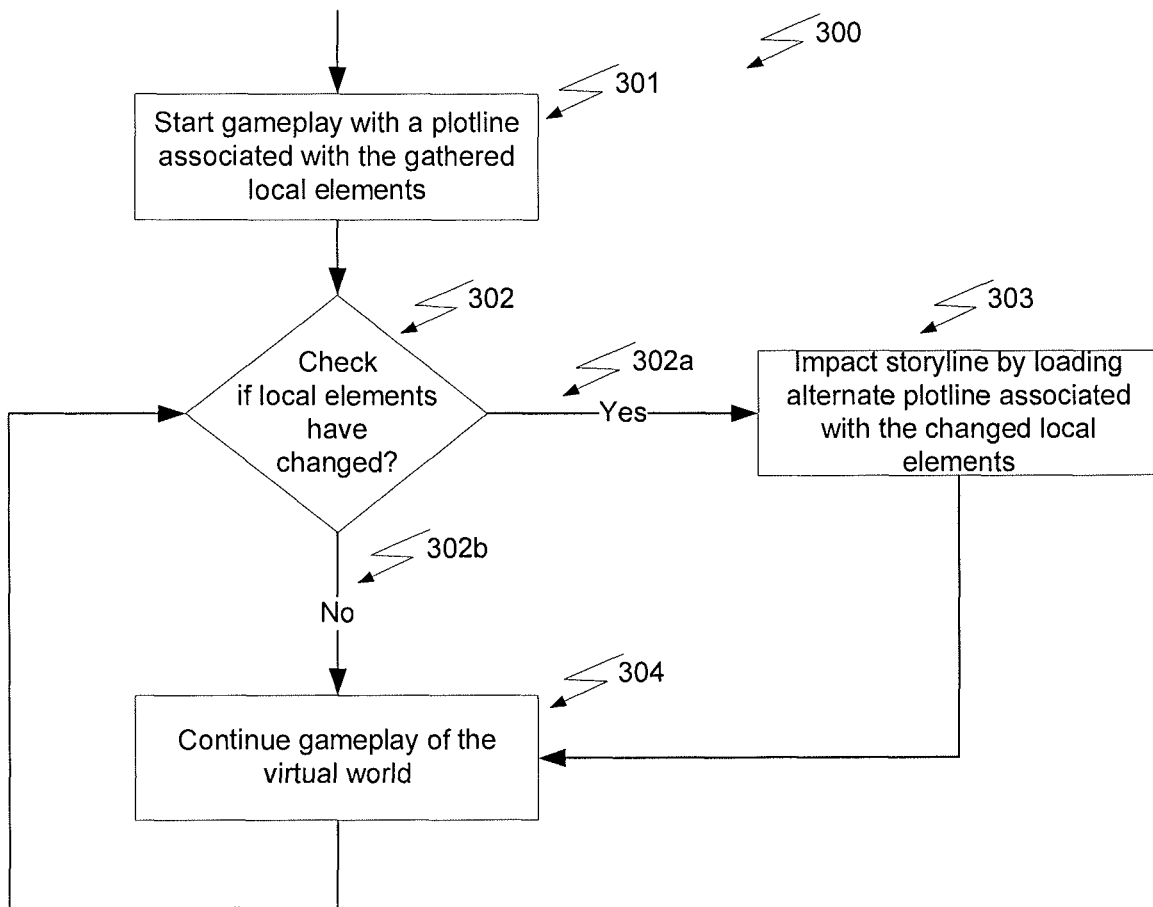 300
301
Start gameplay with a plotline
associated with the gathered
local elements
302
Check
if local elements
have
changed?
302a
Yes
303
Impact storyline by loading
alternate plotline associated
with the changed local
elements
302b
No
304
Continue gameplay of the
virtual world